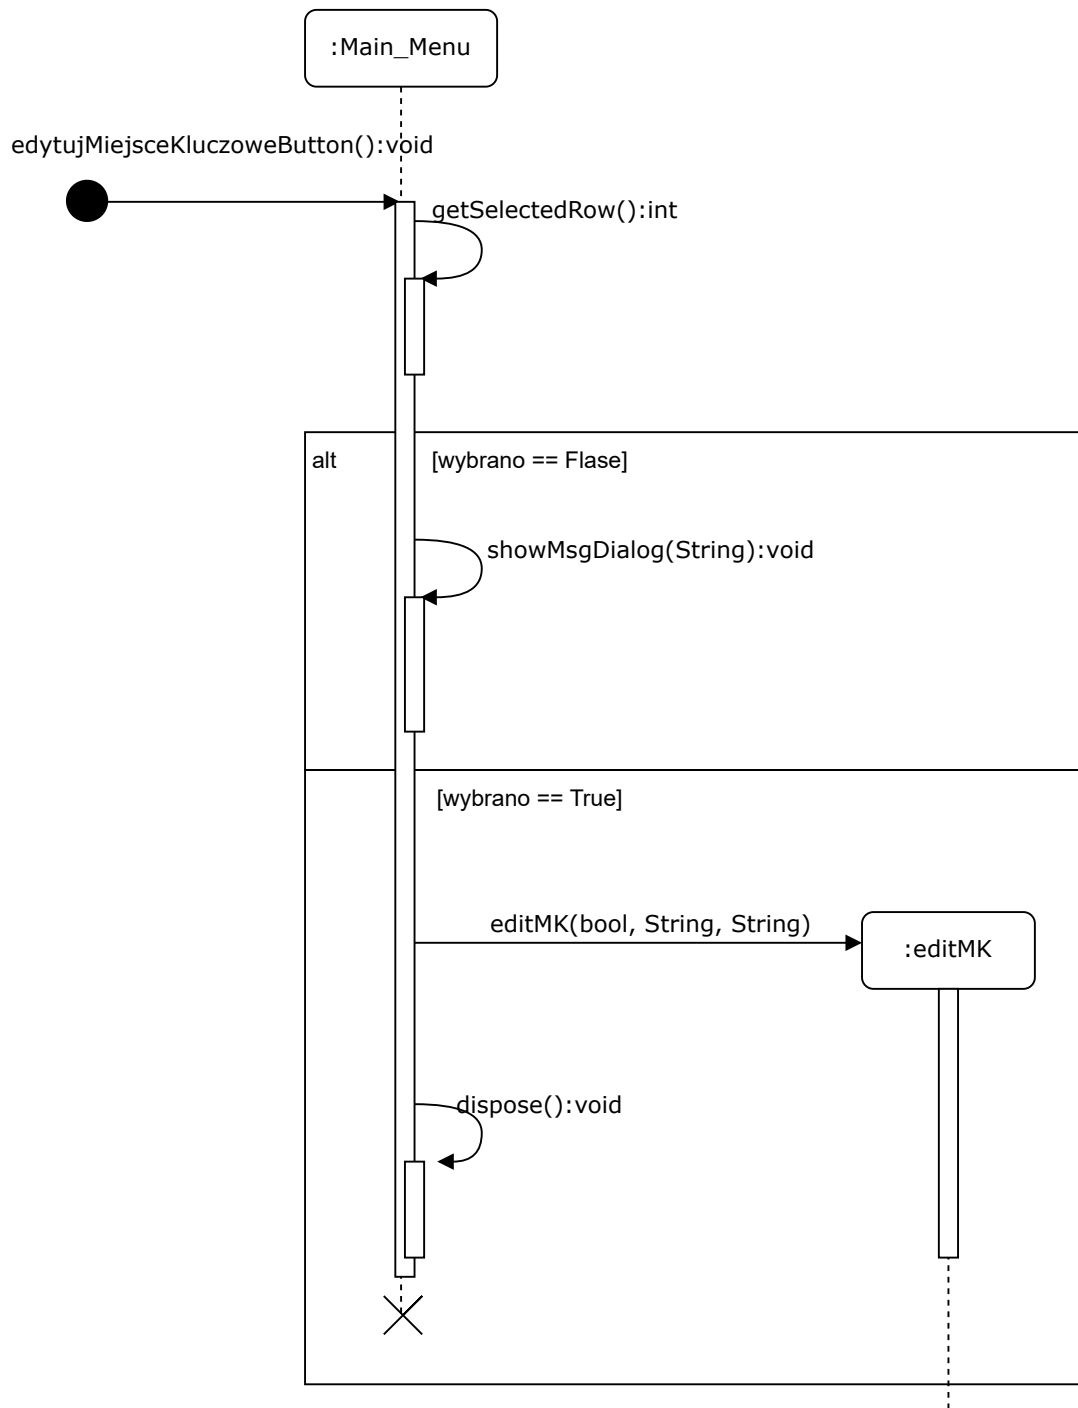 :Main_Menu
edytujMiejsceKluczoweButton():void
getSelectedRow():int
alt
[wybrano == Flase]
showMsgDialog(String):void
[wybrano == True]
editMK(bool, String, String)
:editMK
dispose():void